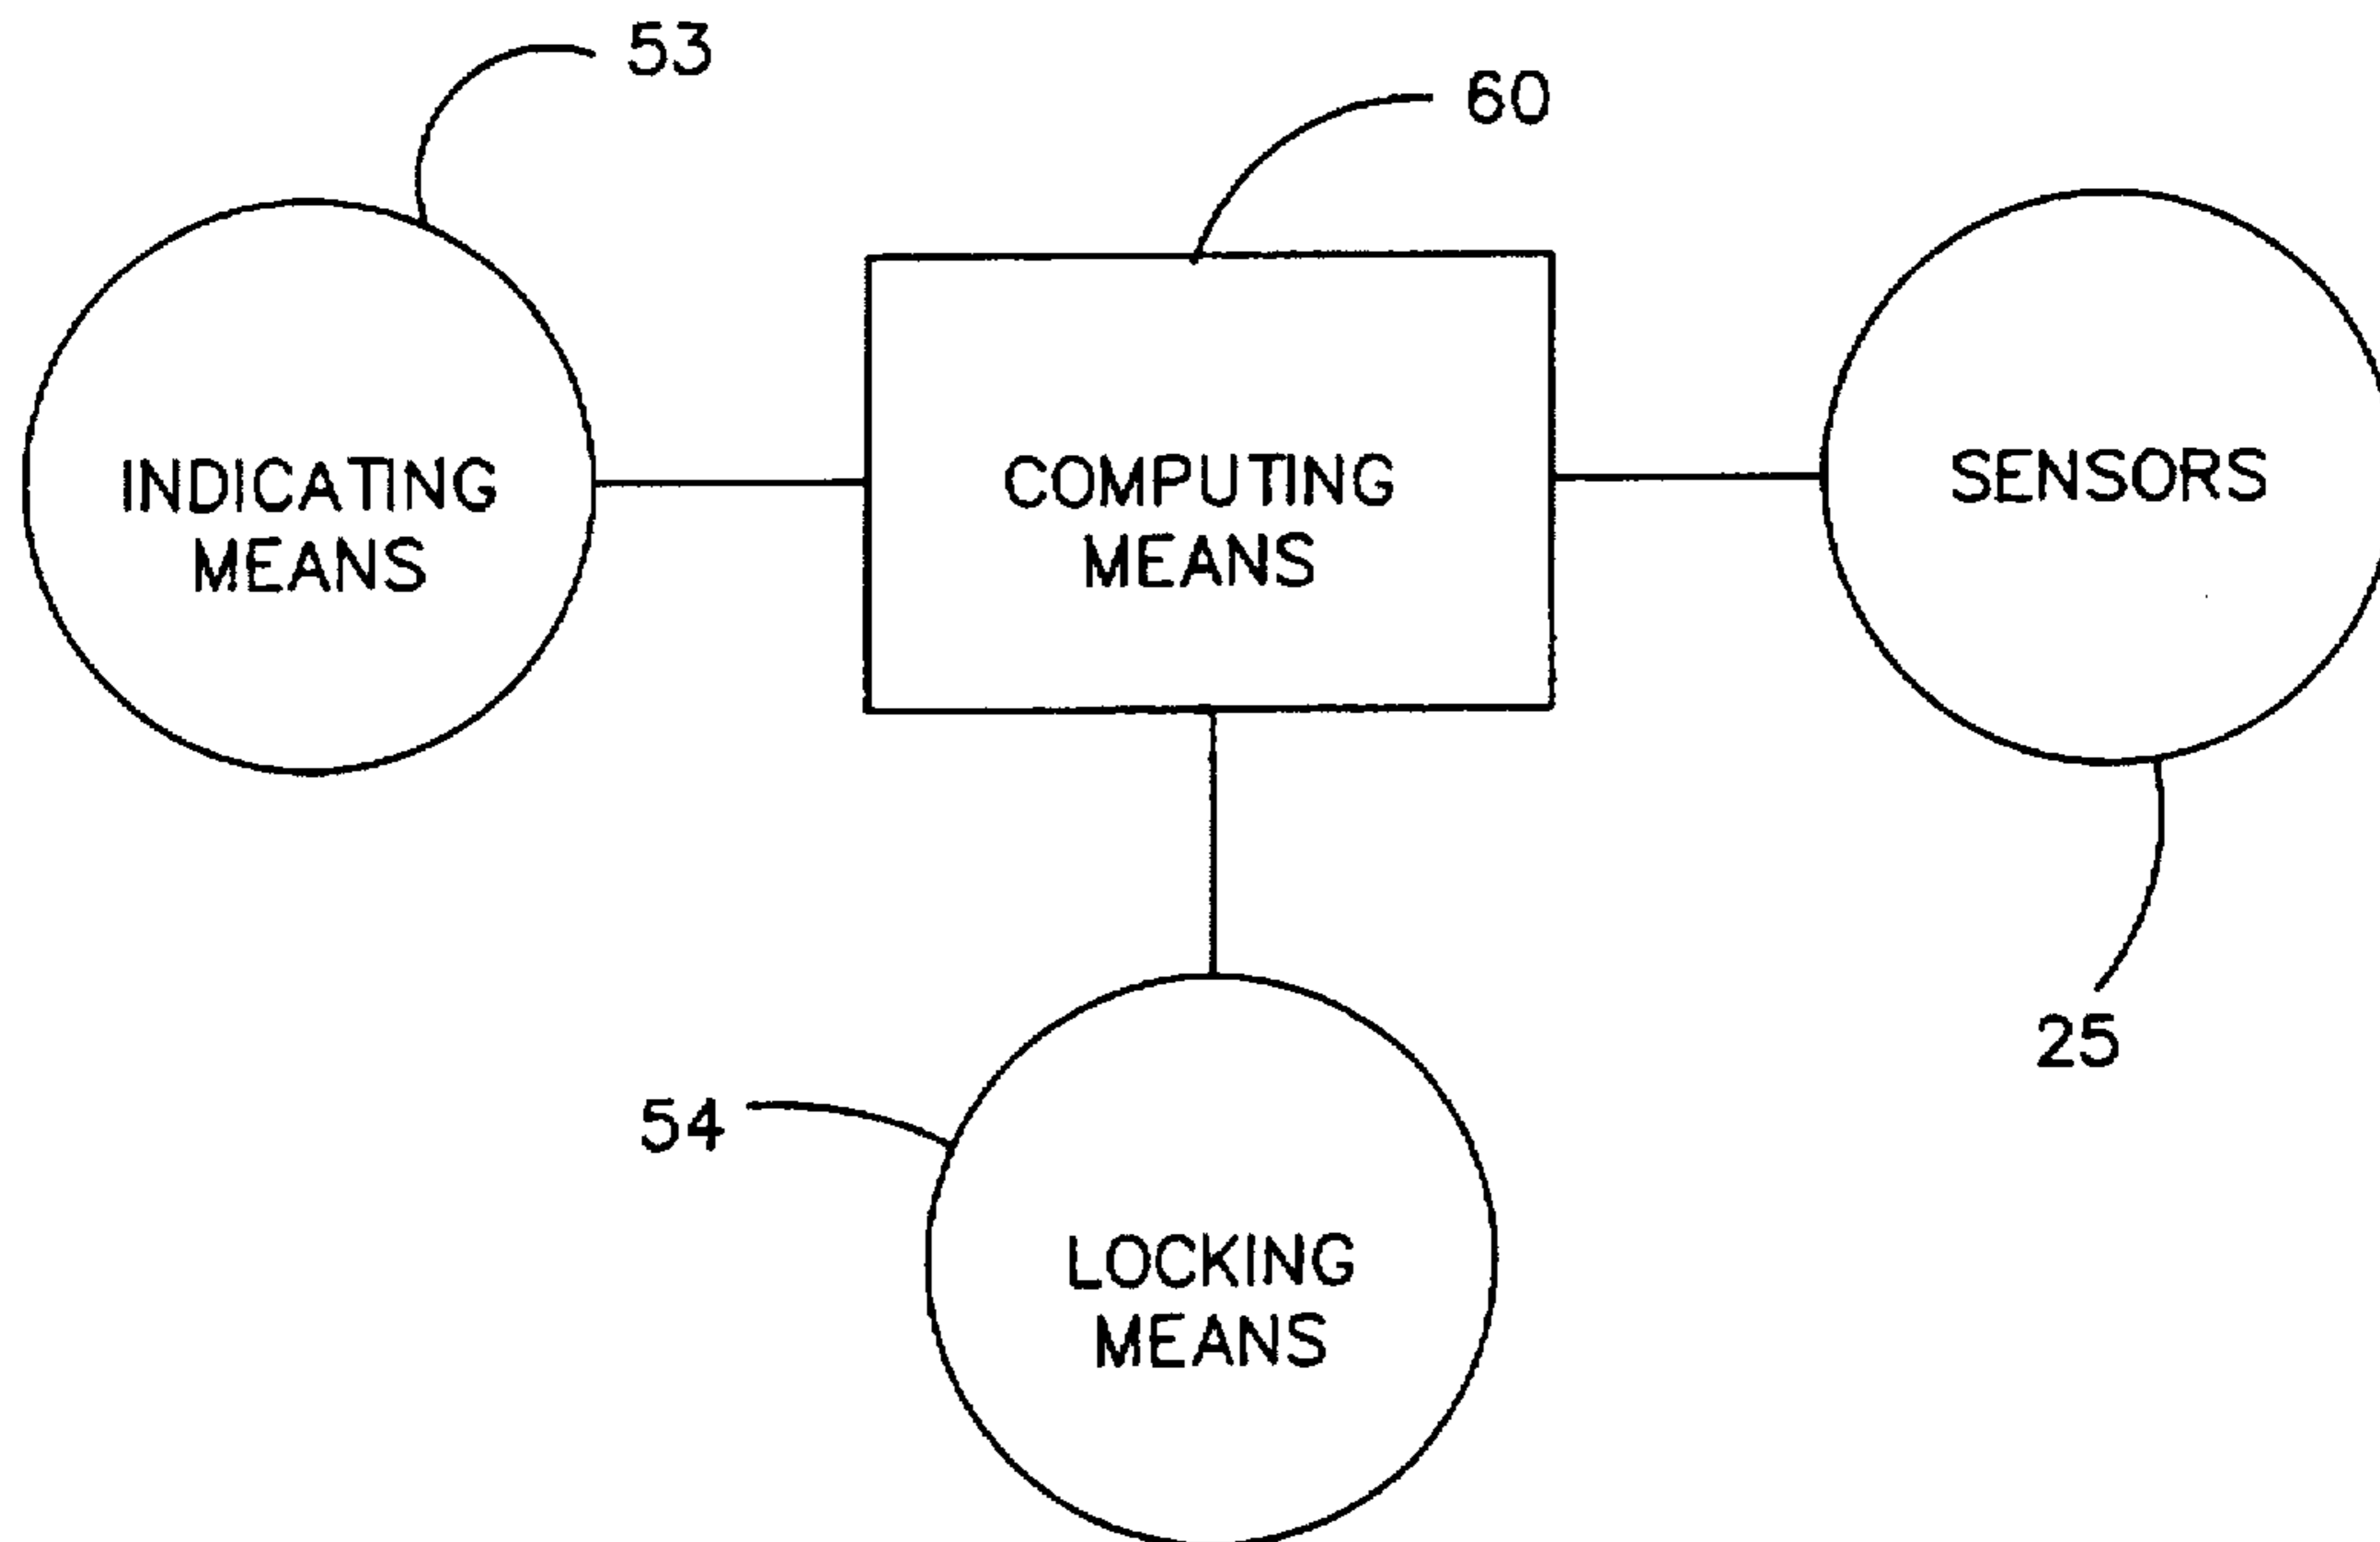 53
60
INDICATING
MEANS
COMPUTING
MEANS
SENSORS
25
54
LOCKING
MEANS